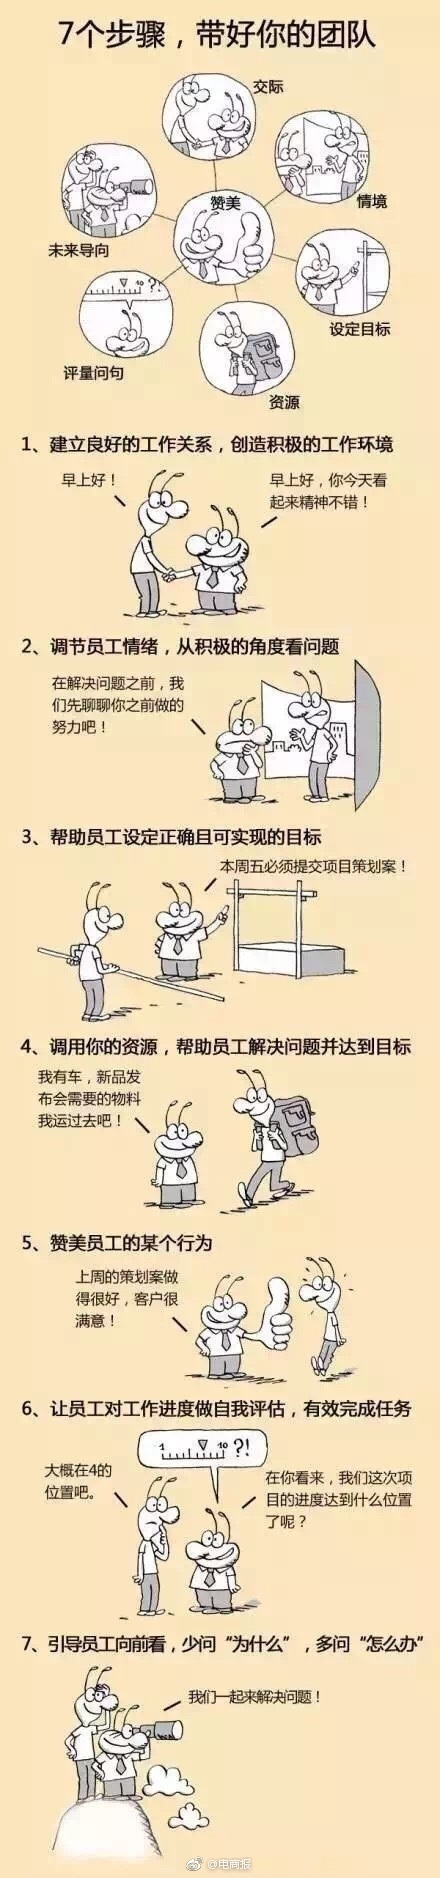 7个步骤，带好你的团队
交际
赞美
情境
未来导向
设定目标
?!
评量问句
资源
1、建立良好的工作关系，创造积极的工作环境
早上好！
早上好，你今天看
起来精神不错！
2、调节员工情绪，从积极的角度看问题
在解决问题之前，我
们先聊聊你之前做的
努力吧！
3、帮助员工设定正确且可实现的目标
本周五必须提交项目策划案！
4、调用你的资源，帮助员工解决问题并达到目标
我有车，新品发
布会需要的物料
我运过去吧！
5、赞美员工的某个行为
上周的策划案做
得很好，客户很
满意！
6、让员工对工作进度做自我评估，有效完成任务
1 10 ?!
大概在4的
位置吧。
在你看来，我们这次项
目的进度达到什么位置
了呢？
7、引导员工向前看，少问“为什么”，多问“怎么办”
我们一起来解决问题！
@电商报